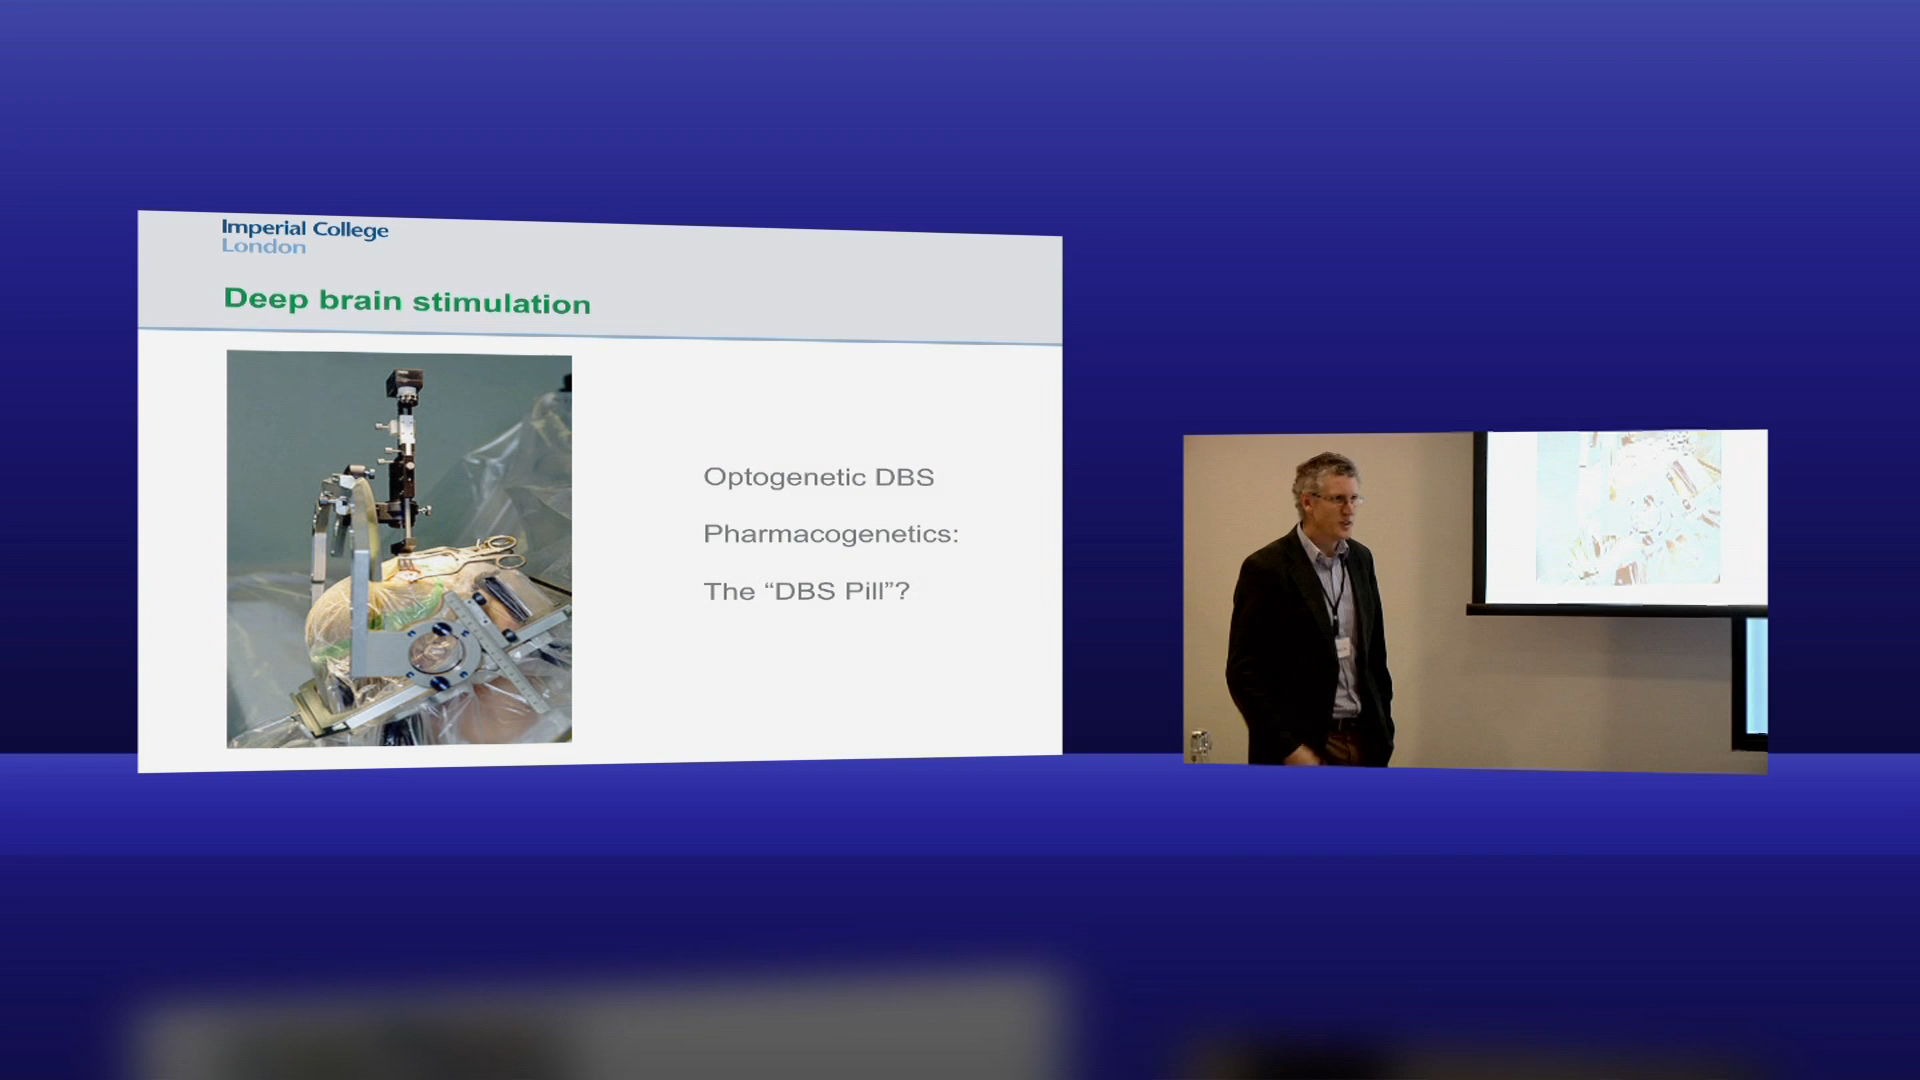 Imperial College
London
Deep brain stimulation
Optogenetic DBS
Pharmacogenetics:
The “DBS Pill”?